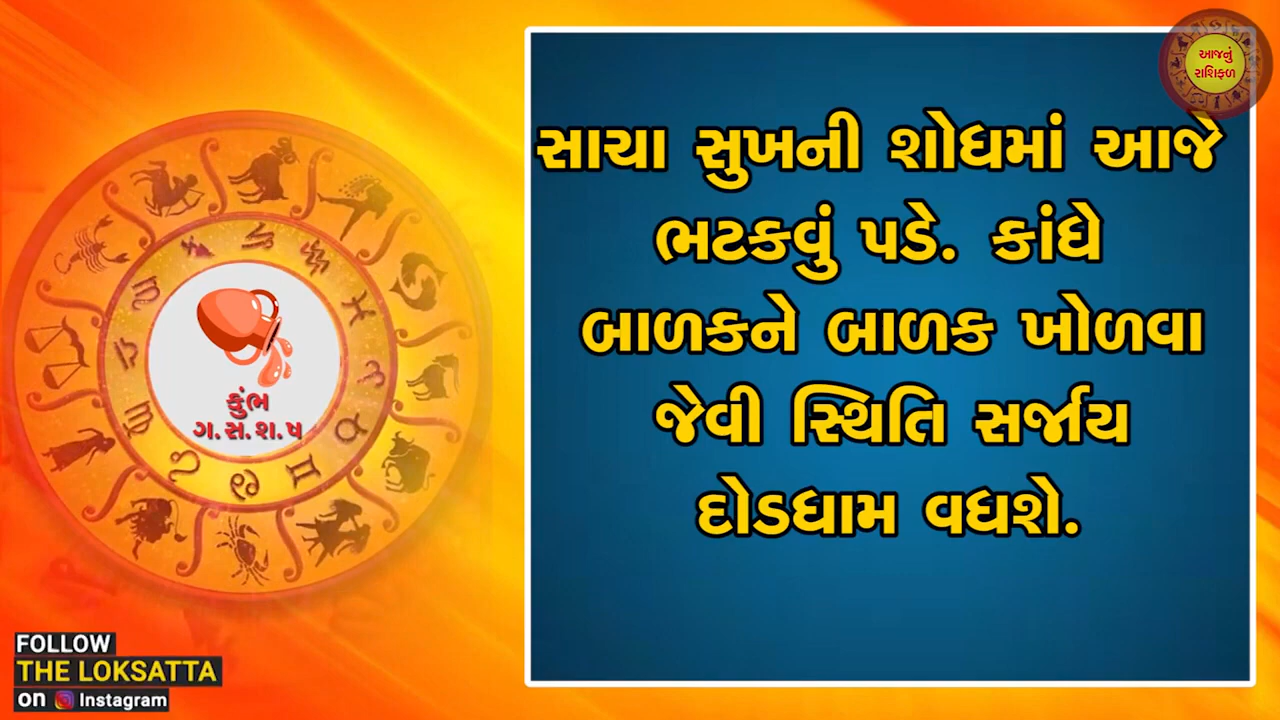 આજનું
રાશિફળ
સાચા સુખની શોધમાં આજે
ભટકવું પડે. કાંધે
બાળકને બાળક ખોળવા
જેવી સ્થિતિ સર્જાય
દોડધામ વધશે.
કુંભ
ગ.સ.શ.ષ
FOLLOW
THE LOKSATTA
on Instagram